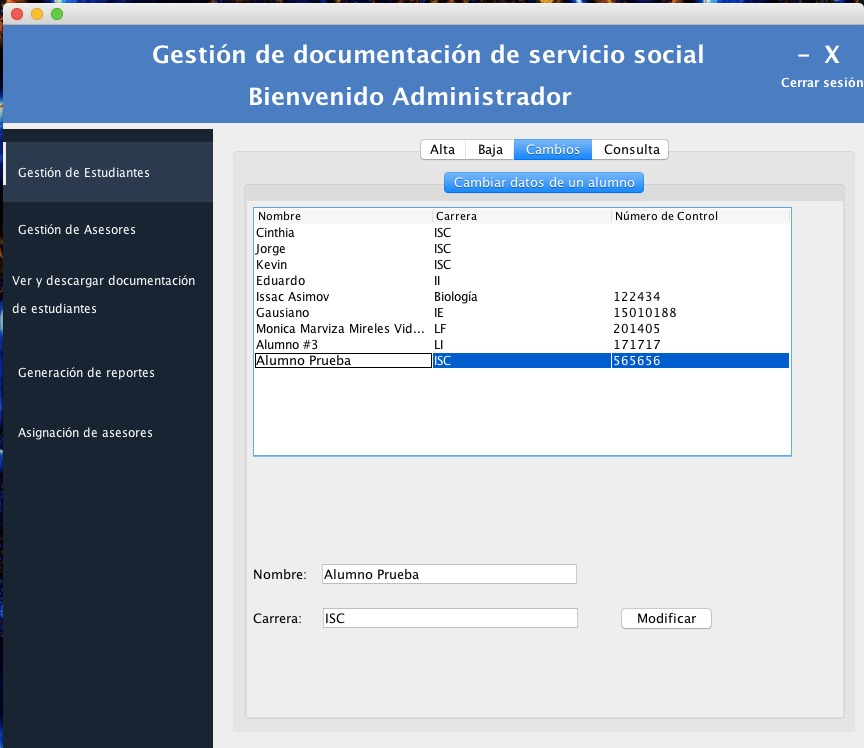 Gestión de documentación de servicio social
– X
Bienvenido Administrador
Cerrar sesión
Gestión de Estudiantes
Gestión de Asesores
Ver y descargar documentación
de estudiantes
Generación de reportes
Asignación de asesores
Alta Baja Cambios Consulta
Cambiar datos de un alumno
Nombre Carrera Número de Control
Cinthia ISC
Jorge ISC
Kevin ISC
Eduardo II
Issac Asimov Biología 122434
Gausiano IE 15010188
Monica Marviza Mireles Vid... LF 201405
Alumno #3 LI 171717
Alumno Prueba ISC 565656
Nombre: Alumno Prueba
Carrera: ISC Modificar